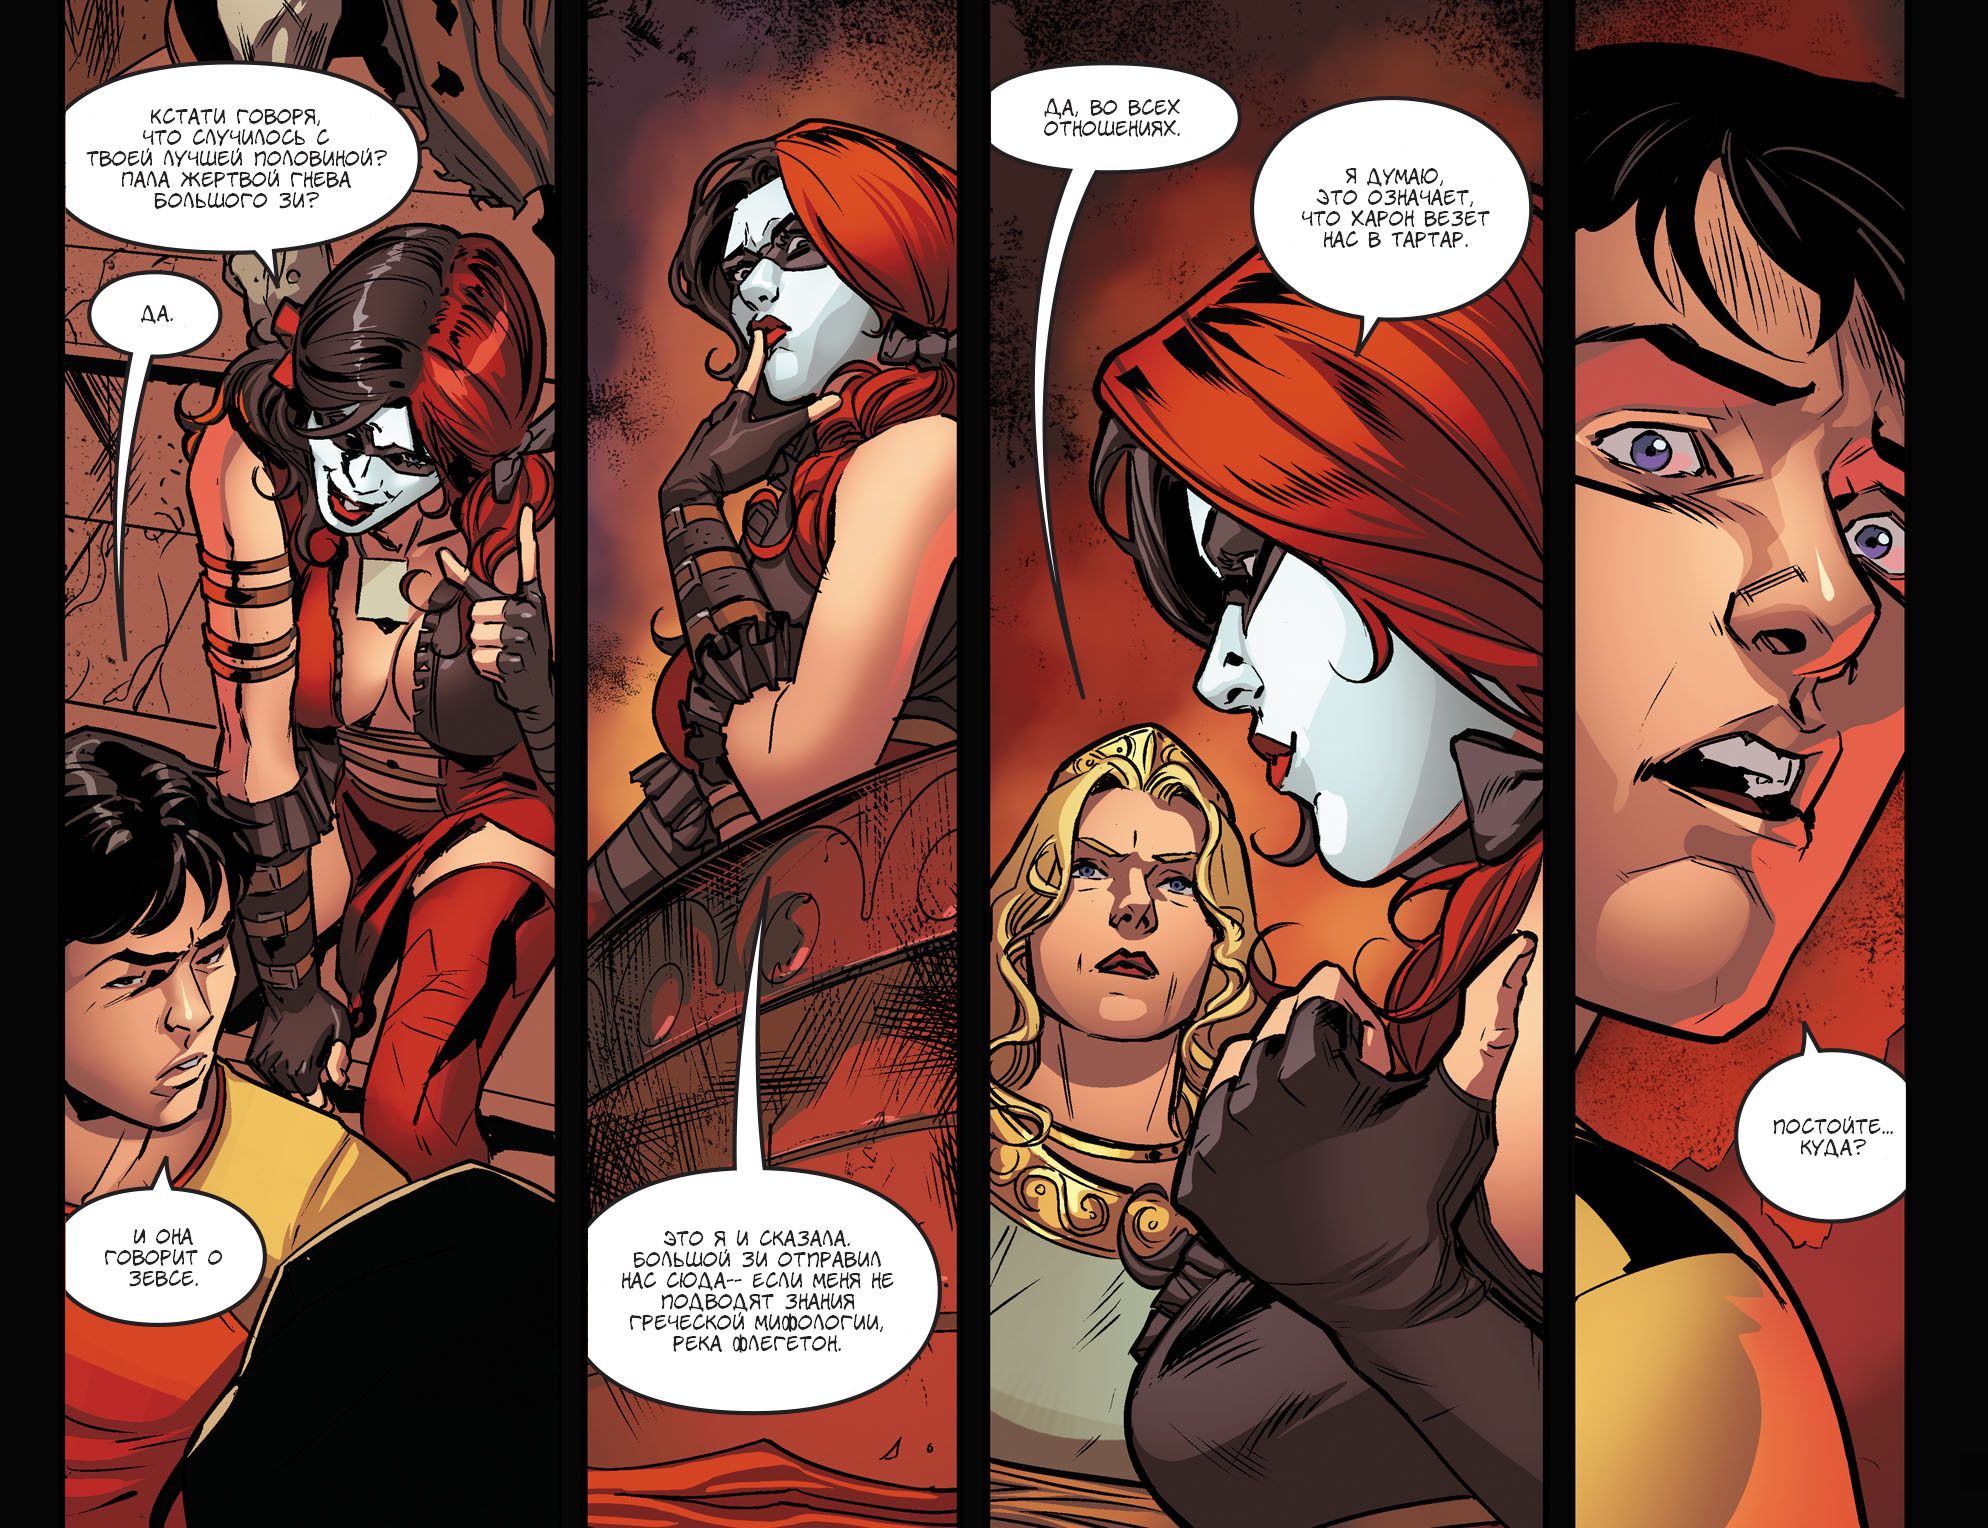 КСТАТИ ГОВОРЯ,
ЧТО СЛУЧИЛОСЬ С
ТВОЕЙ ЛУЧШЕЙ ПОЛОВИНОЙ?
ПАЛА ЖЕРТВОЙ ГНЕВА
БОЛЬШОГО ЗИ?
ДА.
И ОНА
ГОВОРИТ О
ЗЕВСЕ.
ЭТО Я И СКАЗАЛА.
БОЛЬШОЙ ЗИ ОТПРАВИЛ
НАС СЮДА-- ЕСЛИ МЕНЯ НЕ
ПОДВОДЯТ ЗНАНИЯ
ГРЕЧЕСКОЙ МИФОЛОГИИ,
РЕКА ФЛЕГЕТОН.
ДА, ВО ВСЕХ
ОТНОШЕНИЯХ.
Я ДУМАЮ,
ЭТО ОЗНАЧАЕТ,
ЧТО ХАРОН ВЕЗЕТ
НАС В ТАРТАР.
ПОСТОЙТЕ...
КУДА?